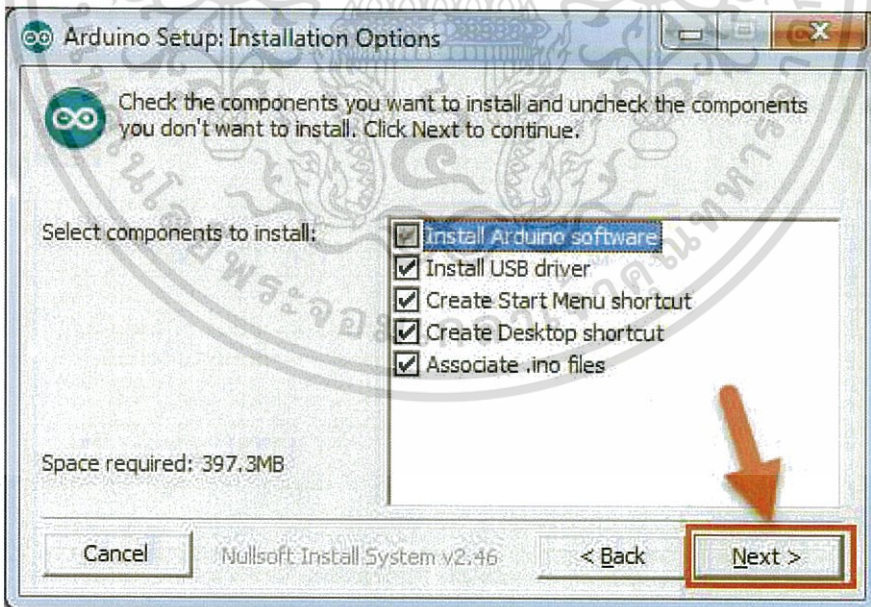 Arduino Setup: Installation Options
Check the components you want to install and uncheck the components
you don't want to install. Click Next to continue.
Select components to install:
Install Arduino software
Install USB driver
Create Start Menu shortcut
Create Desktop shortcut
Associate .ino files
Space required: 397.3MB
Cancel
Nullsoft Install System v2.46
< Back
Next >